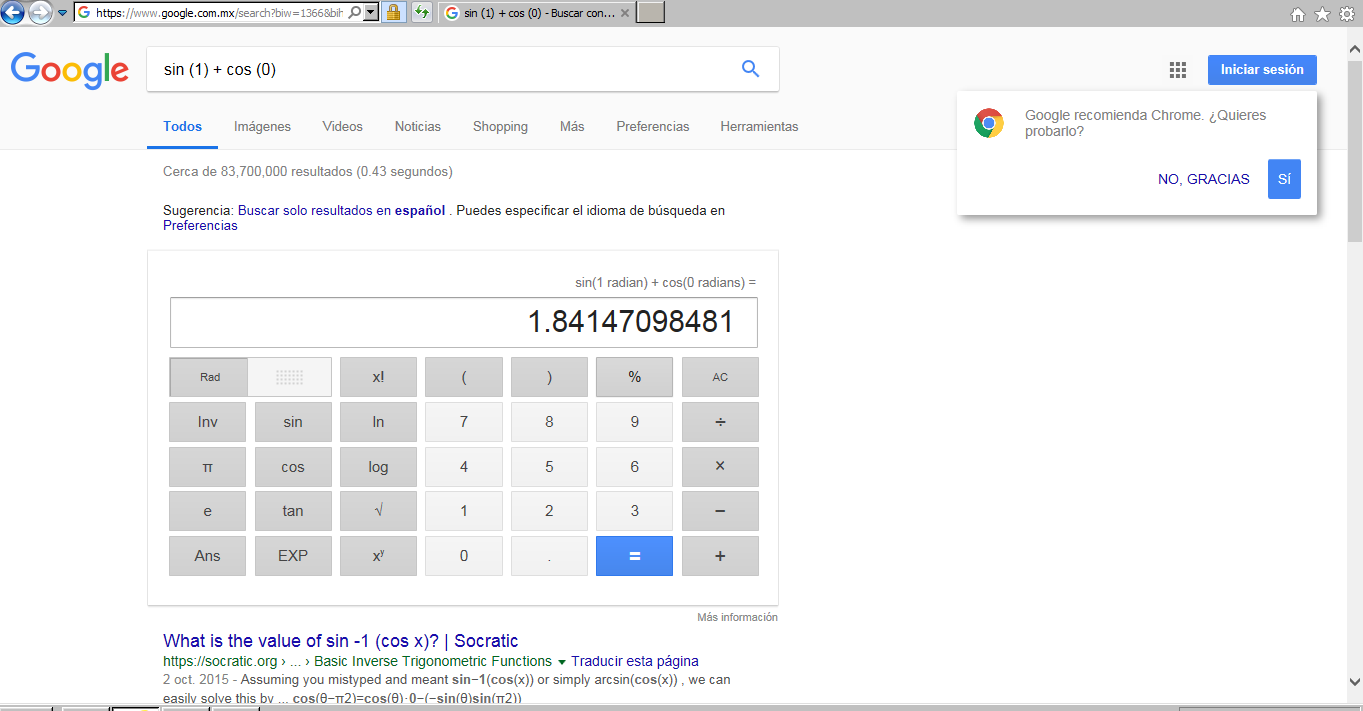 https://www.google.com.mx/search?biw=1366&bih
sin (1) + cos (0) - Buscar con...
Google
sin (1) + cos (0)
Iniciar sesión
Todos Imágenes Videos Noticias Shopping Más Preferencias Herramientas
Google recomienda Chrome. ¿Quieres
probarlo?
NO, GRACIAS SÍ
Cerca de 83,700,000 resultados (0.43 segundos)
Sugerencia: Buscar solo resultados en español . Puedes especificar el idioma de búsqueda en
Preferencias
sin(1 radian) + cos(0 radians) =
1.84147098481
Rad x! ( ) % AC
Inv sin ln 7 8 9 ÷
π cos log 4 5 6 ×
e tan √ 1 2 3 −
Ans EXP xʸ 0 . = +
Más información
What is the value of sin -1 (cos x)? | Socratic
https://socratic.org › ... › Basic Inverse Trigonometric Functions ▾ Traducir esta página
2 oct. 2015 - Assuming you mistyped and meant sin−1(cos(x)) or simply arcsin(cos(x)) , we can
easily solve this by ... cos(θ−π2)=cos(θ)·0−(−sin(θ)sin(π2))